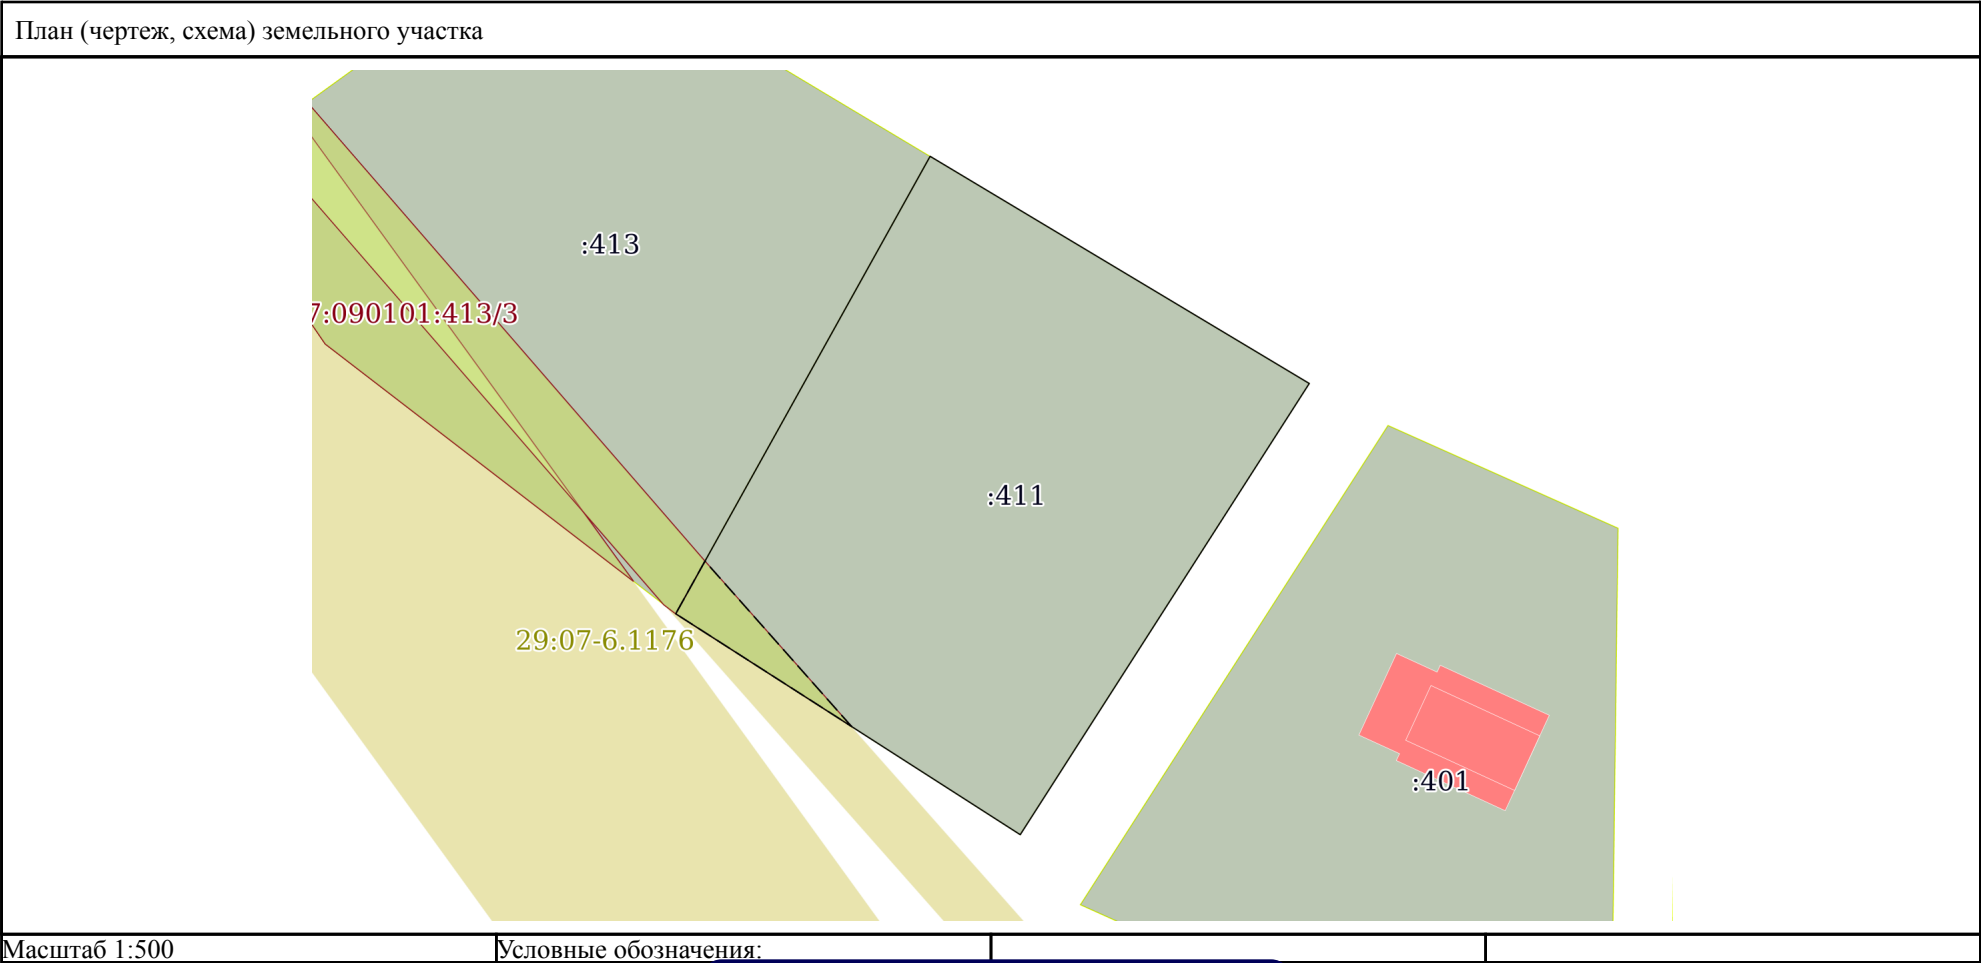 План (чертеж, схема) земельного участка
:413
7:090101:413/3
:411
29:07-6.1176
:401
Масштаб 1:500
Условные обозначения: